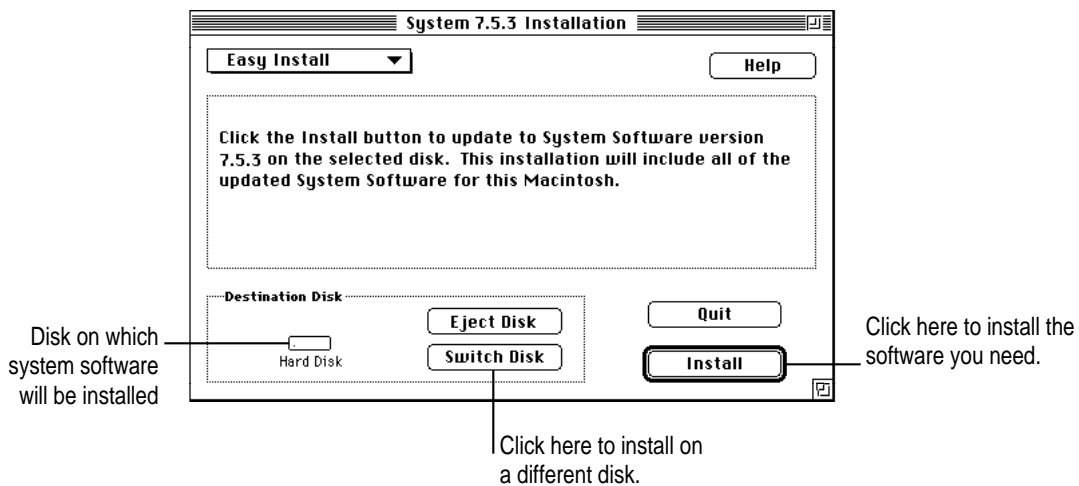 System 7.5.3 Installation
Easy Install
Help
Click the Install button to update to System Software version
7.5.3 on the selected disk. This installation will include all of the
updated System Software for this Macintosh.
Destination Disk
Hard Disk
Eject Disk
Switch Disk
Quit
Install
Disk on which
system software
will be installed
Click here to install the
software you need.
Click here to install on
a different disk.